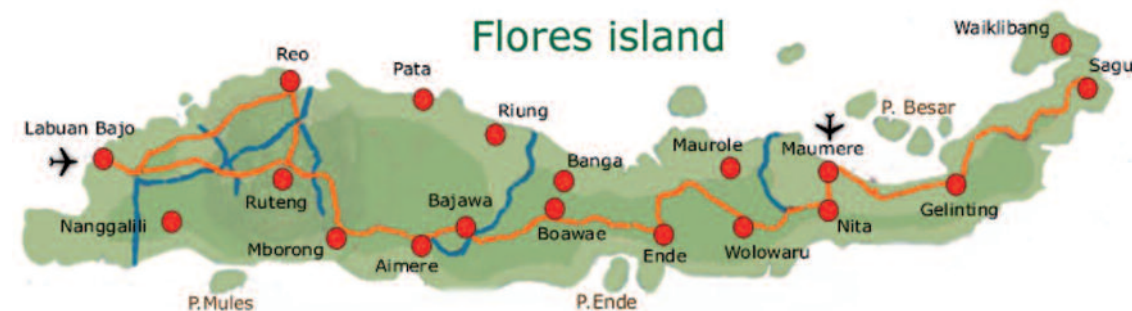 Flores island
Waiklibang
Reo
Pata
Sagu
Riung
P. Besar
Labuan Bajo
Maurole
Maumere
Banga
Ruteng
Bajawa
Nanggalili
Boawae
Nita
Gelinting
Mborong
Aimere
Ende
Wolowaru
P.Mules
P.Ende